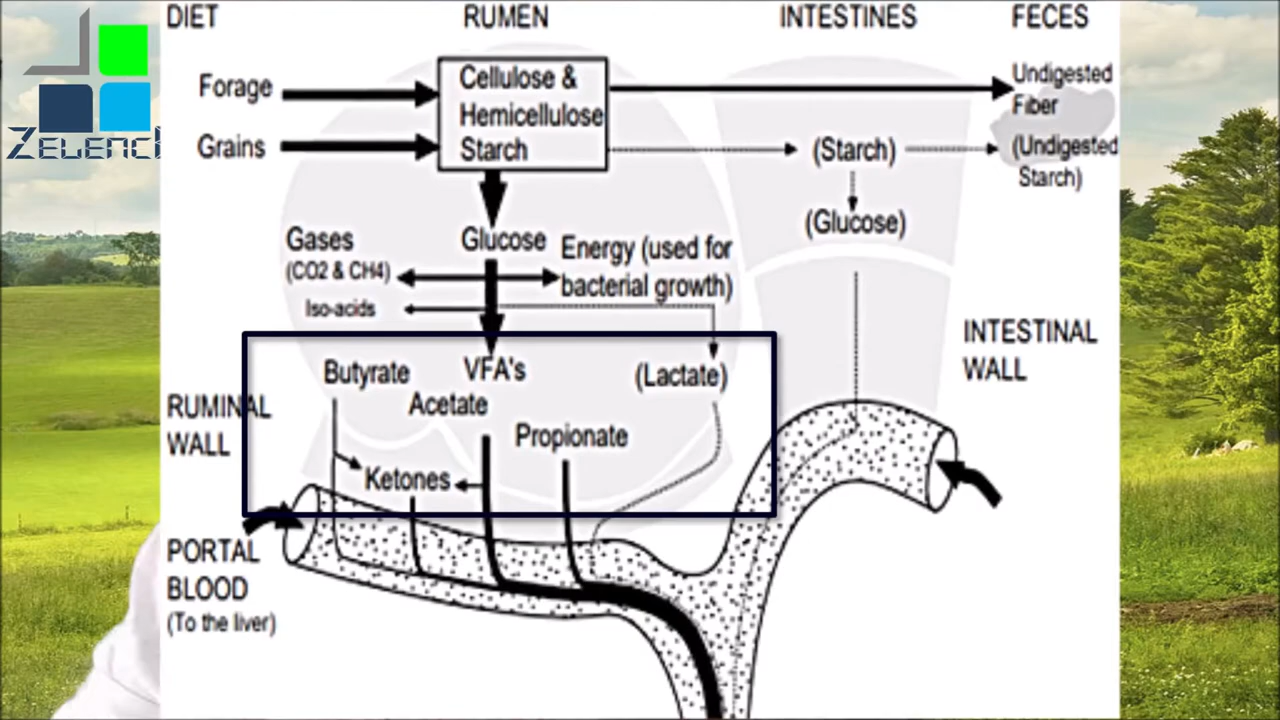 DIET
RUMEN
INTESTINES
FECES
Forage
Grains
Cellulose &
Hemicellulose
Starch
Undigested
Fiber
(Starch)
(Undigested
Starch)
(Glucose)
Gases
(CO2 & CH4)
Iso-acids
Glucose
Energy (used for
bacterial growth)
INTESTINAL
WALL
Butyrate
VFA's
(Lactate)
Acetate
Propionate
Ketones
RUMINAL
WALL
PORTAL
BLOOD
(To the liver)